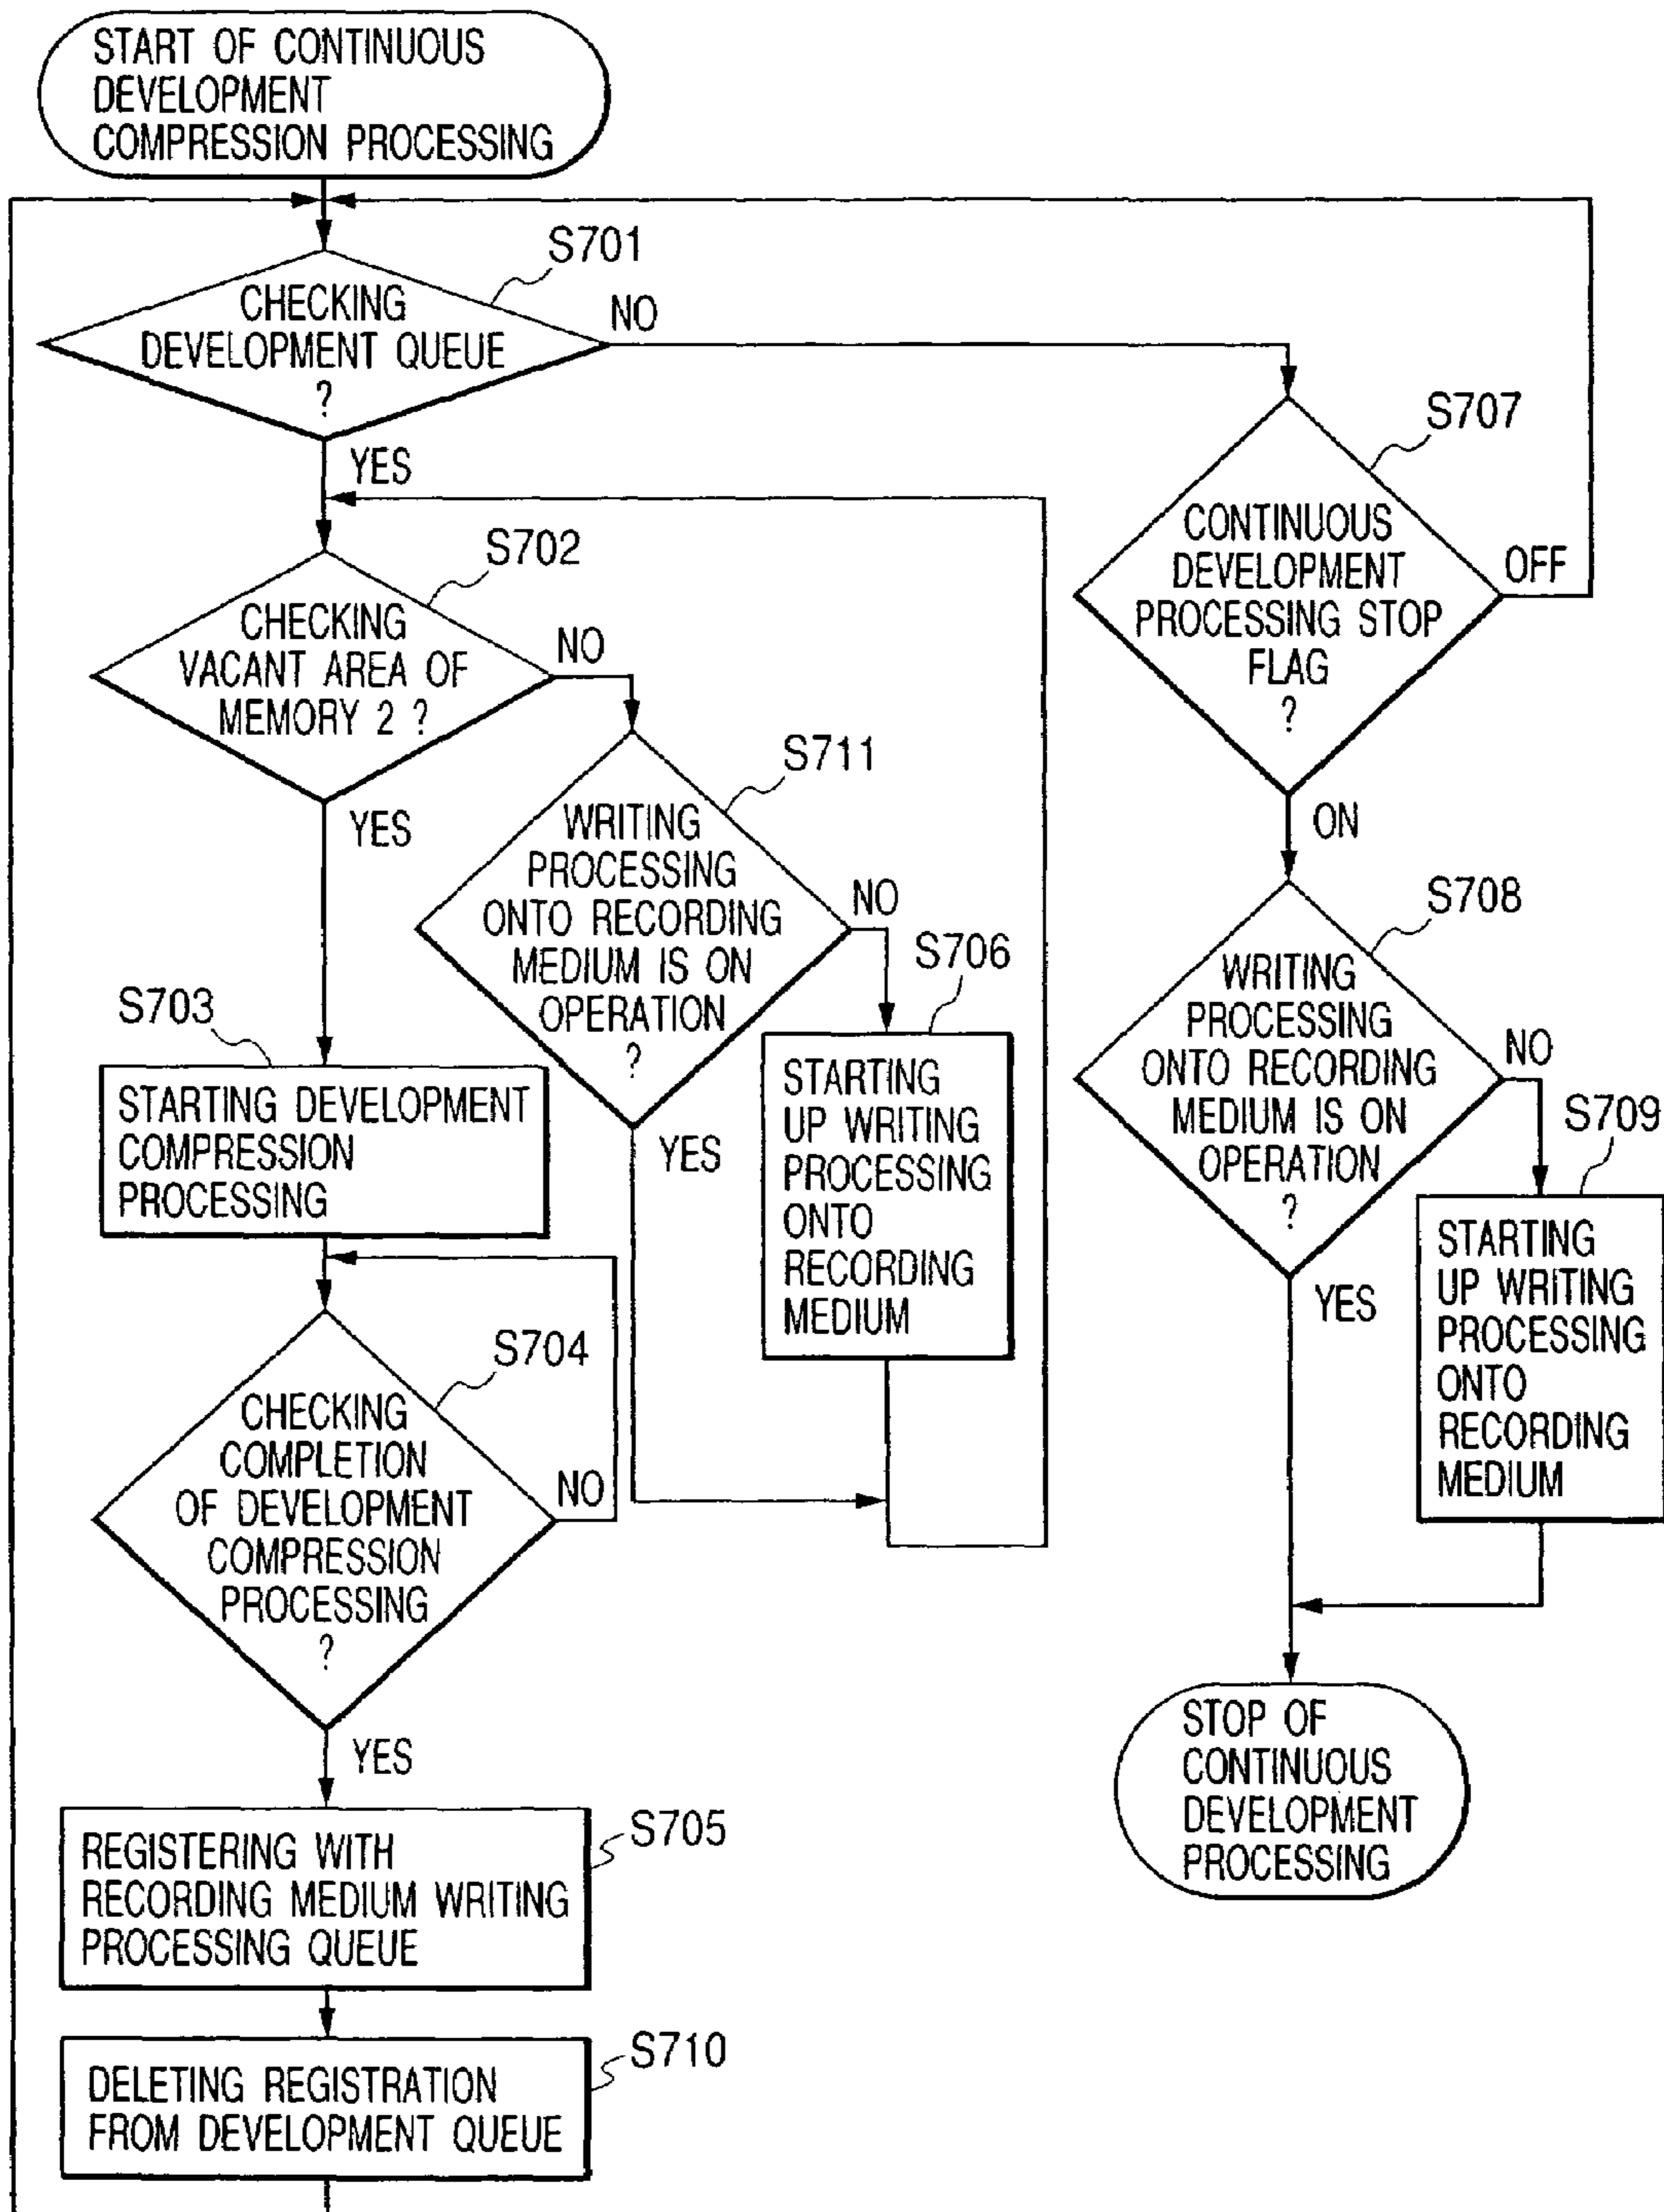 START OF CONTINUOUS
DEVELOPMENT
COMPRESSION PROCESSING
S701
CHECKING
DEVELOPMENT QUEUE
?
NO
YES
S707
CONTINUOUS
DEVELOPMENT
PROCESSING STOP
FLAG
?
OFF
ON
S702
CHECKING
VACANT AREA OF
MEMORY 2 ?
NO
YES
S711
WRITING
PROCESSING
ONTO RECORDING
MEDIUM IS ON
OPERATION
?
NO
YES
S706
STARTING
UP WRITING
PROCESSING
ONTO
RECORDING
MEDIUM
S708
WRITING
PROCESSING
ONTO RECORDING
MEDIUM IS ON
OPERATION
?
NO
YES
S709
STARTING
UP WRITING
PROCESSING
ONTO
RECORDING
MEDIUM
S703
STARTING DEVELOPMENT
COMPRESSION
PROCESSING
S704
CHECKING
COMPLETION
OF DEVELOPMENT
COMPRESSION
PROCESSING
?
NO
YES
STOP OF
CONTINUOUS
DEVELOPMENT
PROCESSING
S705
REGISTERING WITH
RECORDING MEDIUM WRITING
PROCESSING QUEUE
S710
DELETING REGISTRATION
FROM DEVELOPMENT QUEUE